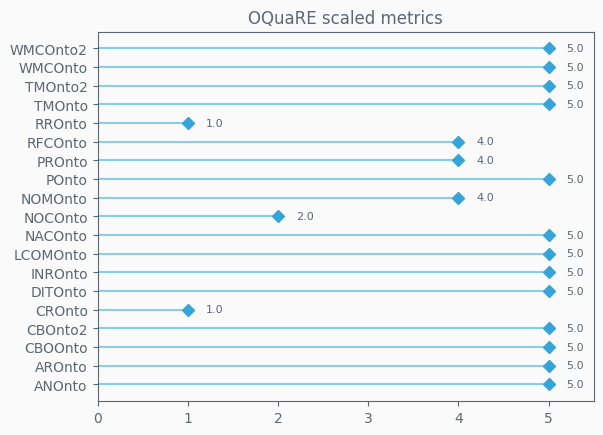 OQuaRE scaled metrics
WMCOnto2 5.0
WMCOnto 5.0
TMOnto2 5.0
TMOnto 5.0
RROnto 1.0
RFCOnto 4.0
PROnto 4.0
POnto 5.0
NOMOnto 4.0
NOCOnto 2.0
NACOnto 5.0
LCOMOnto 5.0
INROnto 5.0
DITOnto 5.0
CROnto 1.0
CBOnto2 5.0
CBOOnto 5.0
AROnto 5.0
ANOnto 5.0
0 1 2 3 4 5